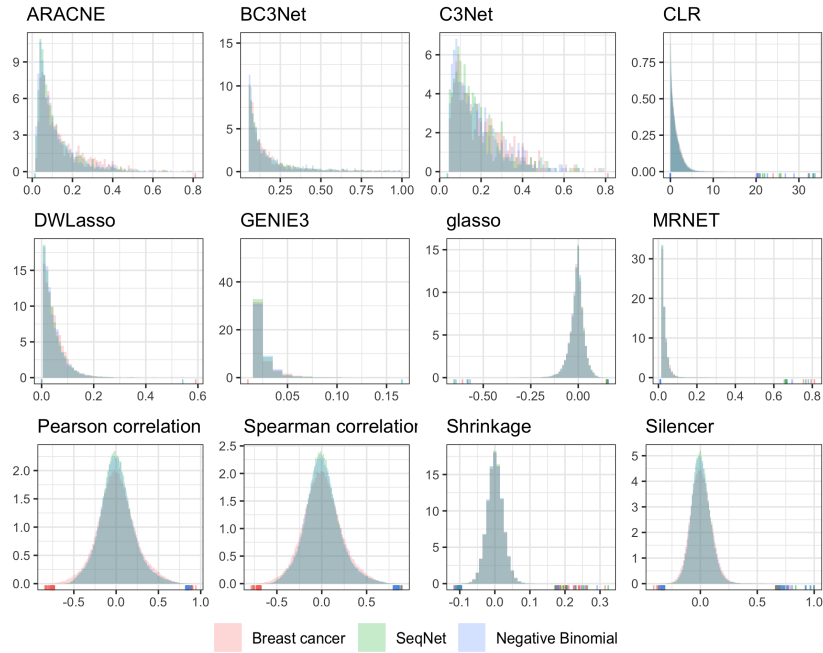 ARACNE BC3Net C3Net CLR
9 6 3 0
0.0 0.2 0.4 0.6 0.8
15 10 5 0
0.25 0.50 0.75 1.00
6 4 2 0
0.0 0.2 0.4 0.6 0.8
0.75 0.50 0.25 0.00
0 10 20 30
DWLasso GENIE3 glasso MRNET
15 10 5 0
0.0 0.2 0.4 0.6
40 20 0
0.05 0.10 0.15
15 10 5 0
-0.50 -0.25 0.00
30 20 10 0
0.0 0.2 0.4 0.6 0.8
Pearson correlation Spearman correlation Shrinkage Silencer
2.0 1.5 1.0 0.5 0.0
-0.5 0.0 0.5 1.0
2.5 2.0 1.5 1.0 0.5 0.0
-0.5 0.0 0.5
15 10 5 0
-0.1 0.0 0.1 0.2 0.3
5 4 3 2 1 0
0.0 0.5 1.0
Breast cancer SeqNet Negative Binomial